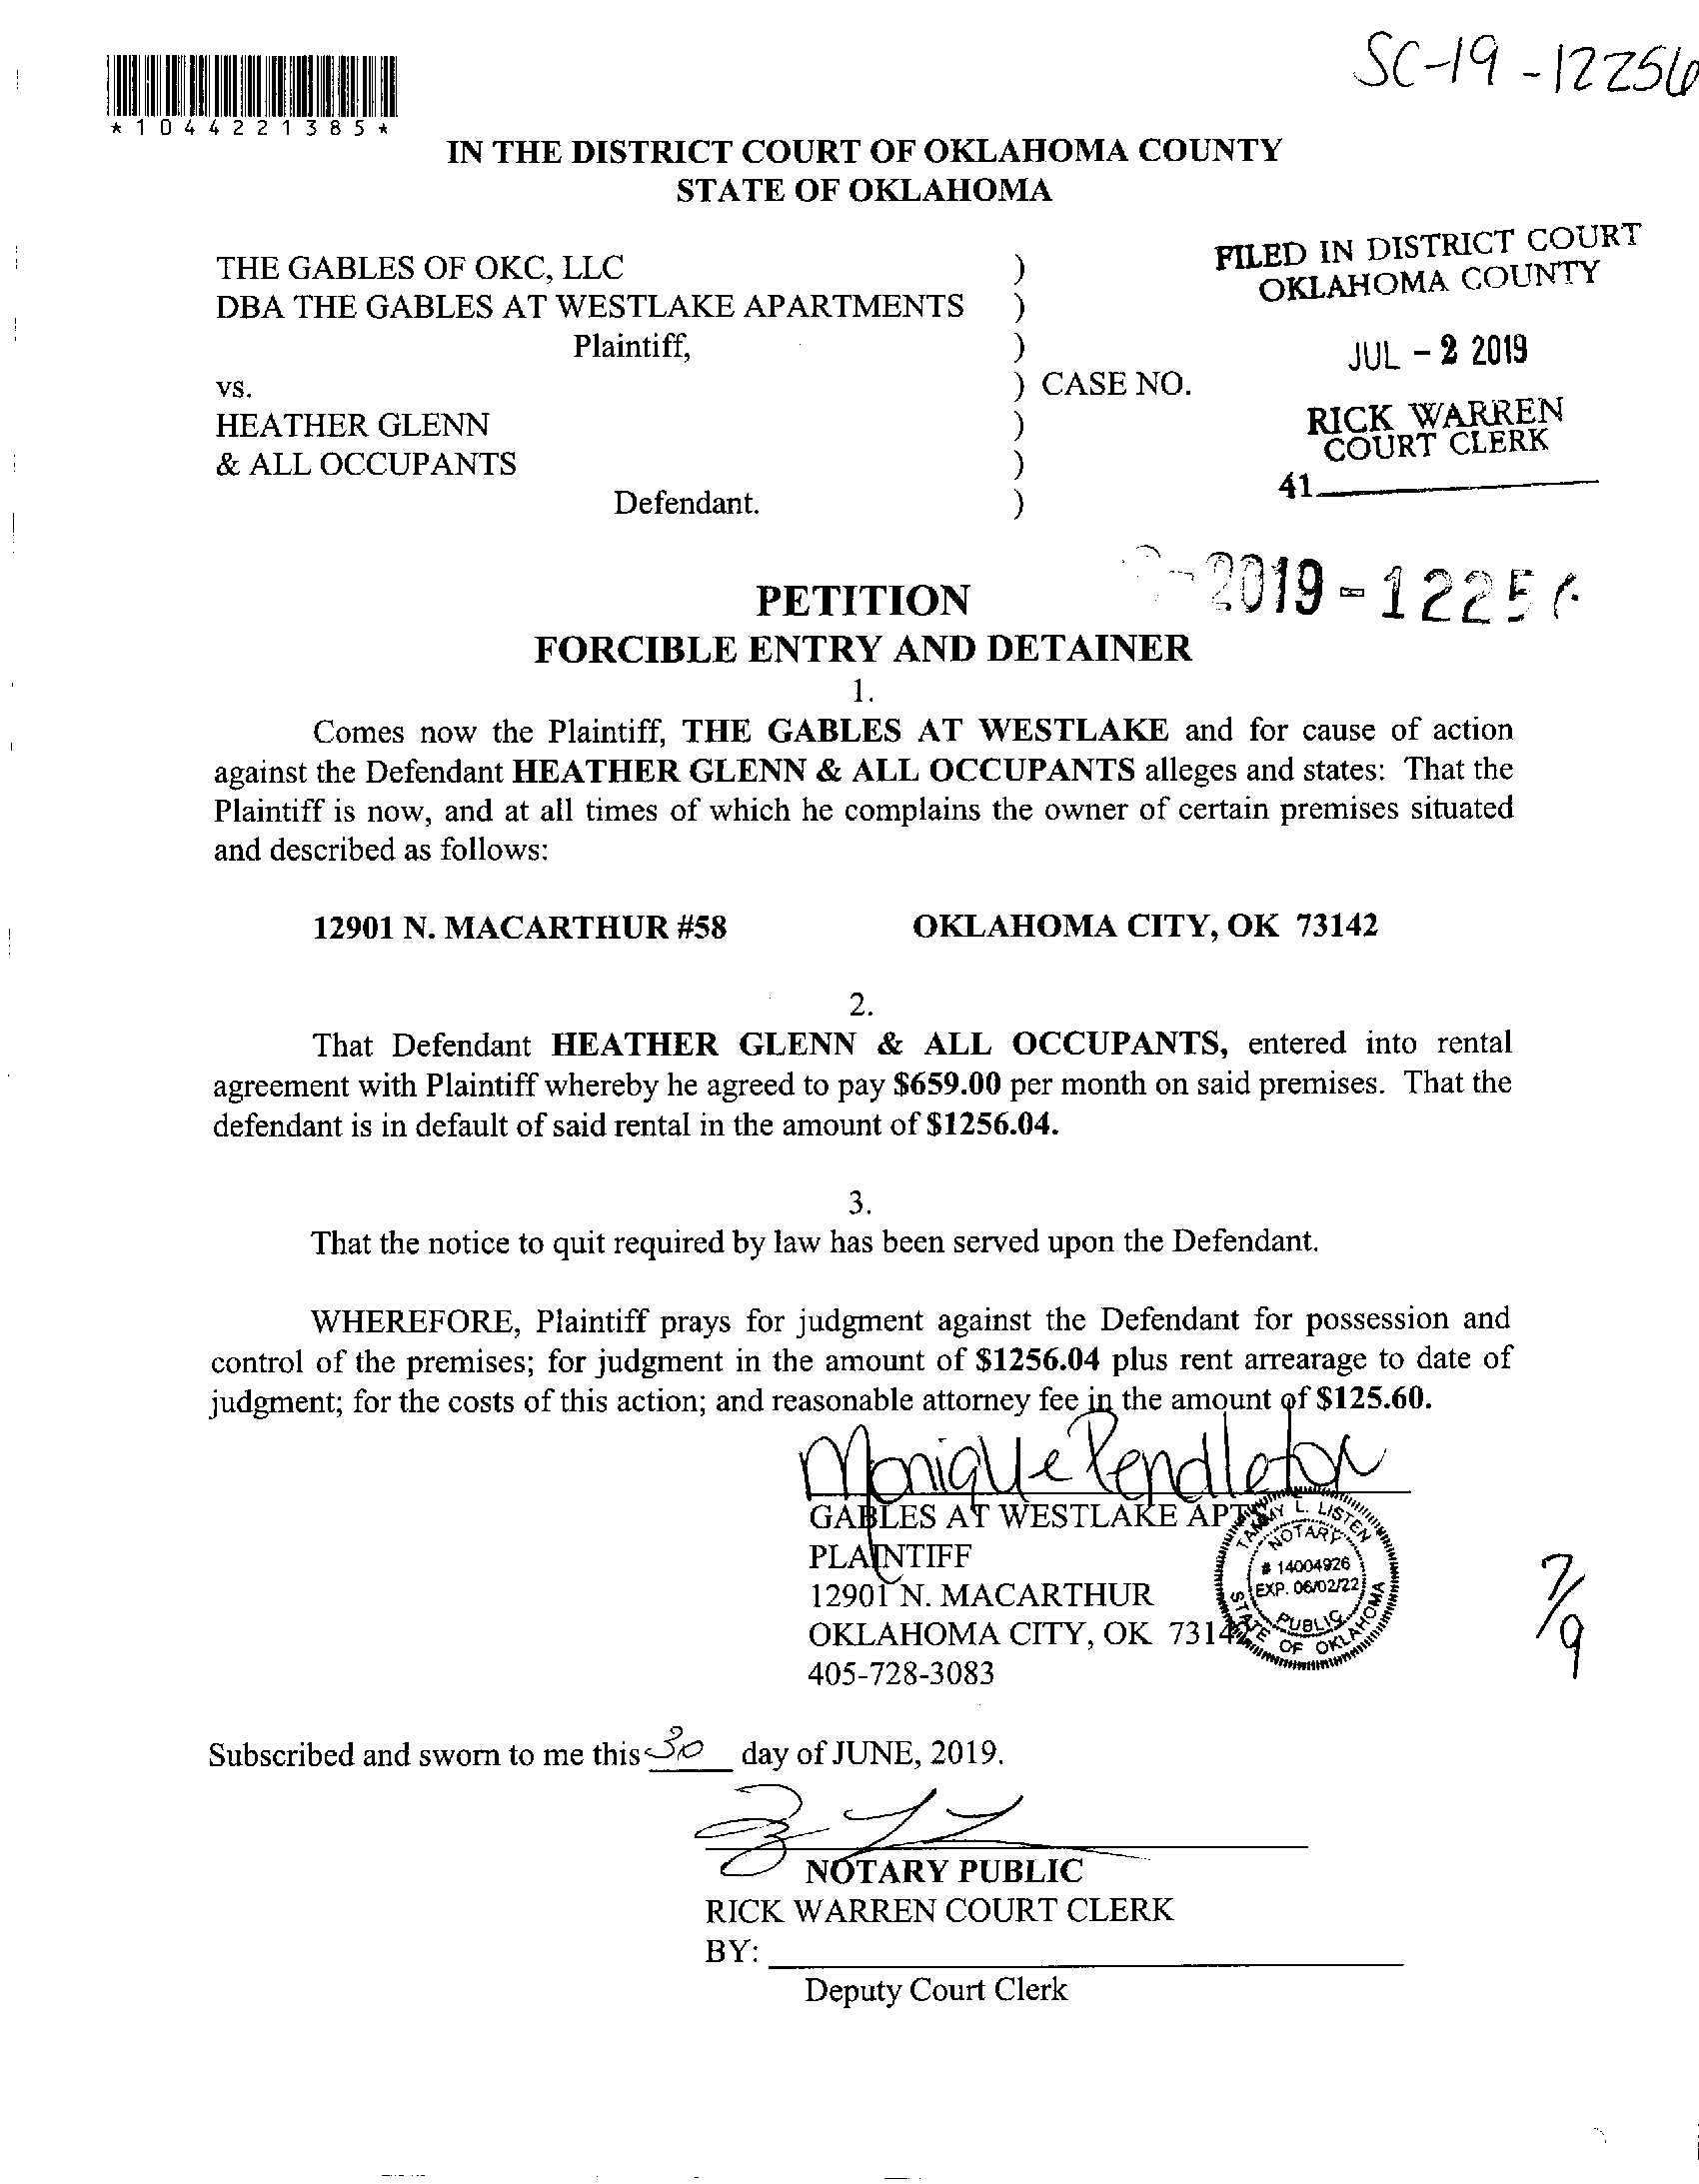 SC-19-12256
*1044221385*
IN THE DISTRICT COURT OF OKLAHOMA COUNTY
STATE OF OKLAHOMA
THE GABLES OF OKC, LLC )
DBA THE GABLES AT WESTLAKE APARTMENTS )
Plaintiff, )
vs. ) CASE NO.
HEATHER GLENN )
& ALL OCCUPANTS )
Defendant. )
FILED IN DISTRICT COURT
OKLAHOMA COUNTY
JUL - 2 2019
RICK WARREN
COURT CLERK
41
-2019-1225
PETITION
FORCIBLE ENTRY AND DETAINER
1.
Comes now the Plaintiff, THE GABLES AT WESTLAKE and for cause of action
against the Defendant HEATHER GLENN & ALL OCCUPANTS alleges and states: That the
Plaintiff is now, and at all times of which he complains the owner of certain premises situated
and described as follows:
12901 N. MACARTHUR #58 OKLAHOMA CITY, OK 73142
2.
That Defendant HEATHER GLENN & ALL OCCUPANTS, entered into rental
agreement with Plaintiff whereby he agreed to pay $659.00 per month on said premises. That the
defendant is in default of said rental in the amount of $1256.04.
3.
That the notice to quit required by law has been served upon the Defendant.
WHEREFORE, Plaintiff prays for judgment against the Defendant for possession and
control of the premises; for judgment in the amount of $1256.04 plus rent arrearage to date of
judgment; for the costs of this action; and reasonable attorney fee in the amount of $125.60.
Monique Pendleton
GABLES AT WESTLAKE APT
PLAINTIFF
12901 N. MACARTHUR
OKLAHOMA CITY, OK 73142
405-728-3083
TAMMY L. LISTEN
NOTARY
# 14004926
EXP. 06/02/22
PUBLIC
STATE OF OKLAHOMA
7/9
Subscribed and sworn to me this 30 day of JUNE, 2019.
NOTARY PUBLIC
RICK WARREN COURT CLERK
BY:
Deputy Court Clerk